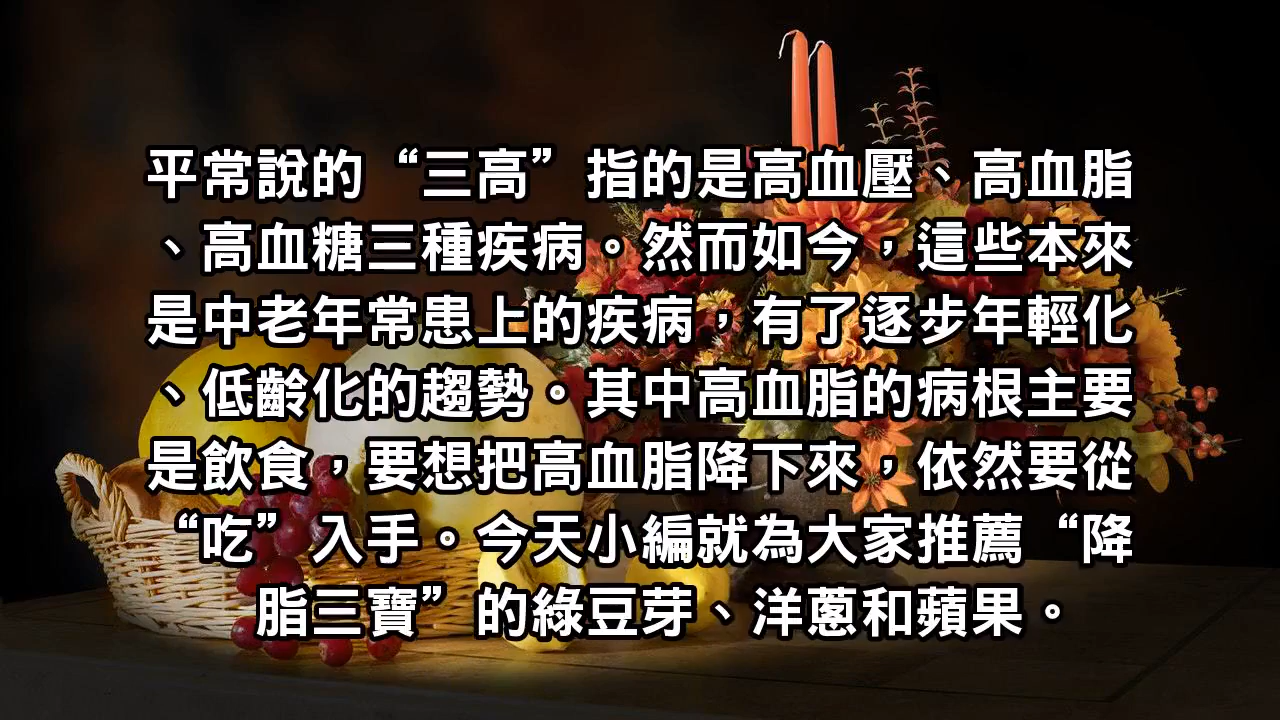 平常說的“三高”指的是高血壓、高血脂
、高血糖三種疾病。然而如今，這些本來
是中老年常患上的疾病，有了逐步年輕化
、低齡化的趨勢。其中高血脂的病根主要
是飲食，要想把高血脂降下來，依然要從
“吃”入手。今天小編就為大家推薦“降
脂三寶”的綠豆芽、洋蔥和蘋果。